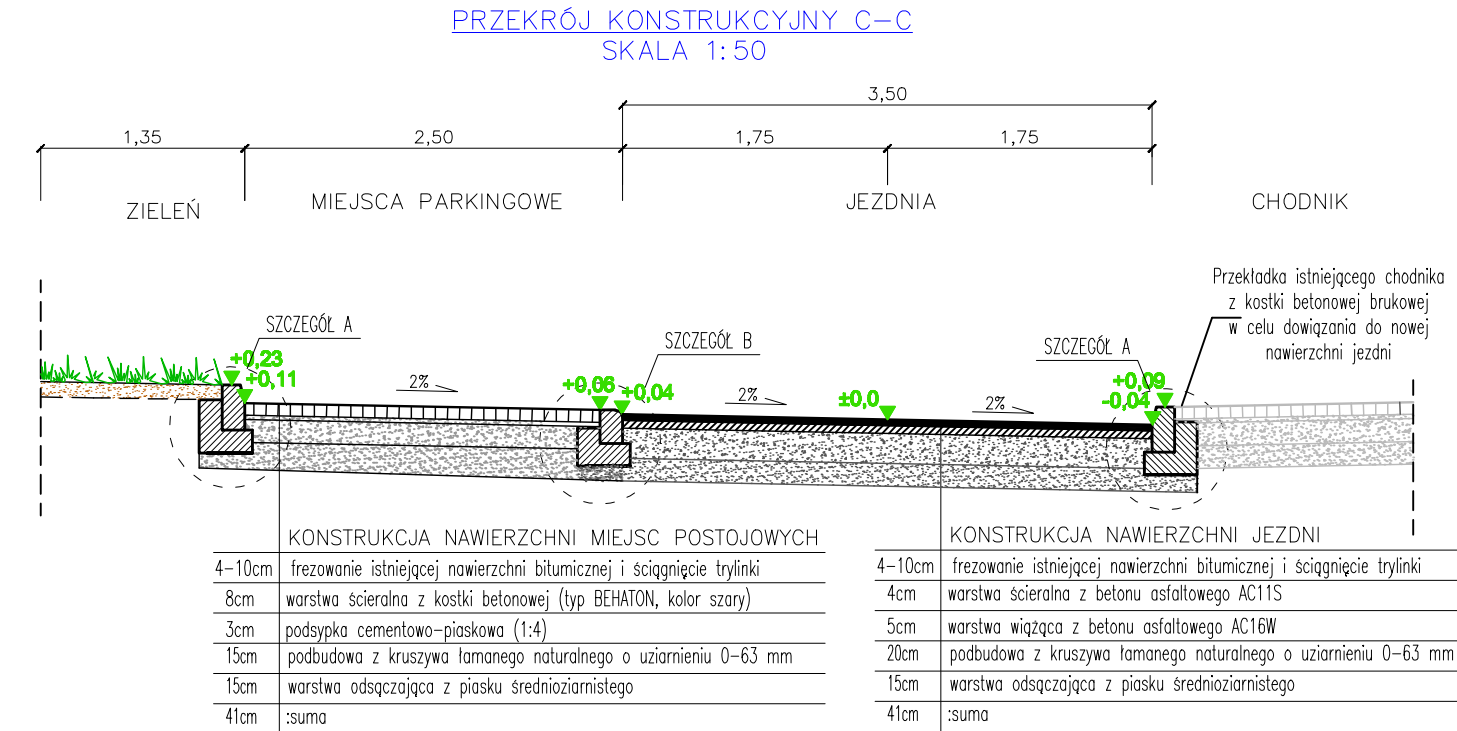 PRZEKRÓJ KONSTRUKCYJNY C-C
SKALA 1:50
3,50
1,35
2,50
1,75
1,75
ZIELEŃ
MIEJSCA PARKINGOWE
JEZDNIA
CHODNIK
Przekładka istniejącego chodnika
z kostki betonowej brukowej
w celu dowiązania do nowej
nawierzchni jezdni
SZCZEGÓŁ A
SZCZEGÓŁ B
SZCZEGÓŁ A
+0,23
+0,11
2%
+0,06
+0,04
2%
±0,0
2%
+0,09
-0,04
KONSTRUKCJA NAWIERZCHNI MIEJSC POSTOJOWYCH
4-10cm frezowanie istniejącej nawierzchni bitumicznej i ściągnięcie trylinki
8cm warstwa ścieralna z kostki betonowej (typ BEHATON, kolor szary)
3cm podsypka cementowo-piaskowa (1:4)
15cm podbudowa z kruszywa łamanego naturalnego o uziarnieniu 0-63 mm
15cm warstwa odsączająca z piasku średnioziarnistego
41cm :suma
KONSTRUKCJA NAWIERZCHNI JEZDNI
4-10cm frezowanie istniejącej nawierzchni bitumicznej i ściągnięcie trylinki
4cm warstwa ścieralna z betonu asfaltowego AC11S
5cm warstwa wiążąca z betonu asfaltowego AC16W
20cm podbudowa z kruszywa łamanego naturalnego o uziarnieniu 0-63 mm
15cm warstwa odsączająca z piasku średnioziarnistego
41cm :suma